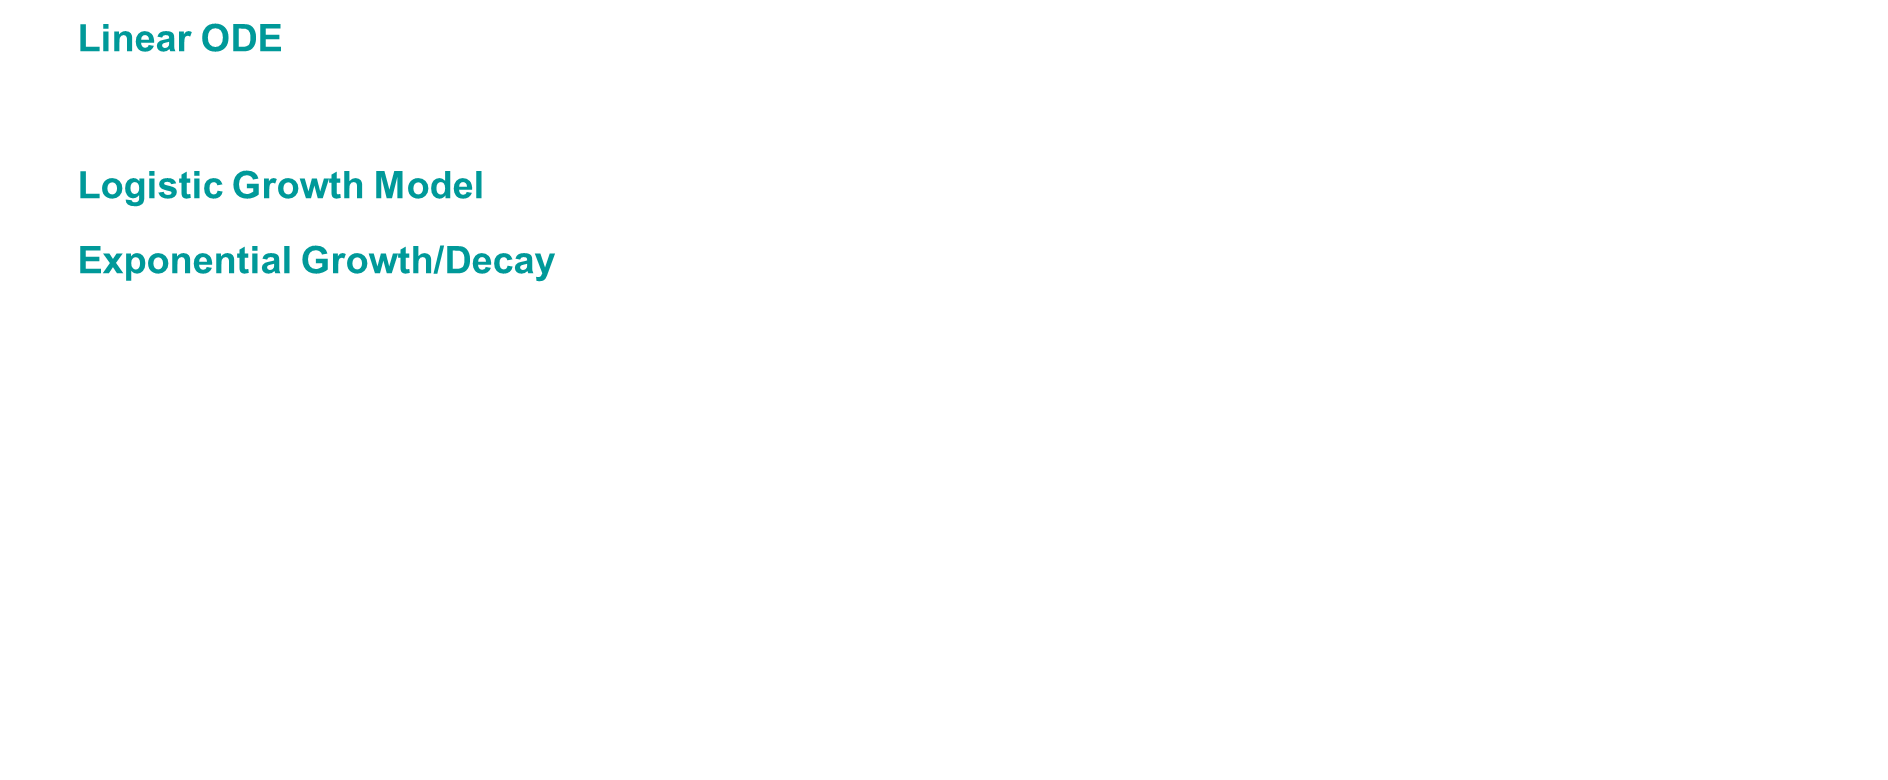 Linear ODE
Logistic Growth Model
Exponential Growth/Decay